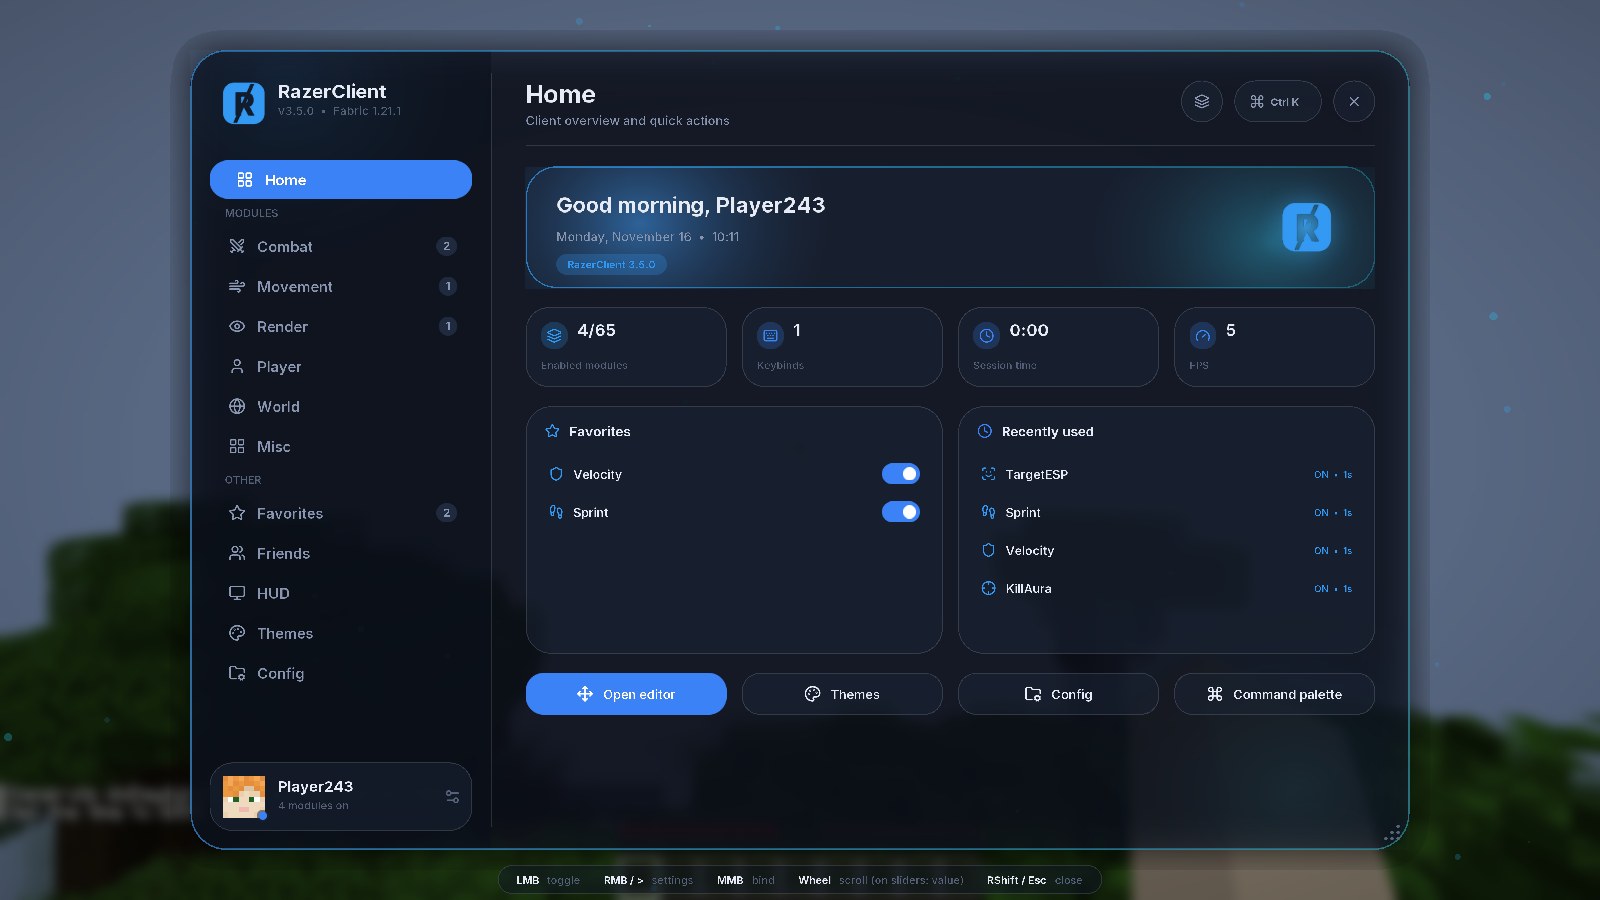 RazerClient
v3.5.0 • Fabric 1.21.1
Home
MODULES
Combat 2
Movement 1
Render 1
Player
World
Misc
OTHER
Favorites 2
Friends
HUD
Themes
Config
Player243
4 modules on
Home
Client overview and quick actions
Ctrl K
Good morning, Player243
Monday, November 16 • 10:11
RazerClient 3.5.0
4/65
Enabled modules
1
Keybinds
0:00
Session time
5
FPS
Favorites
Velocity
Sprint
Recently used
TargetESP ON • 1s
Sprint ON • 1s
Velocity ON • 1s
KillAura ON • 1s
Open editor
Themes
Config
Command palette
LMB toggle RMB / > settings MMB bind Wheel scroll (on sliders: value) RShift / Esc close